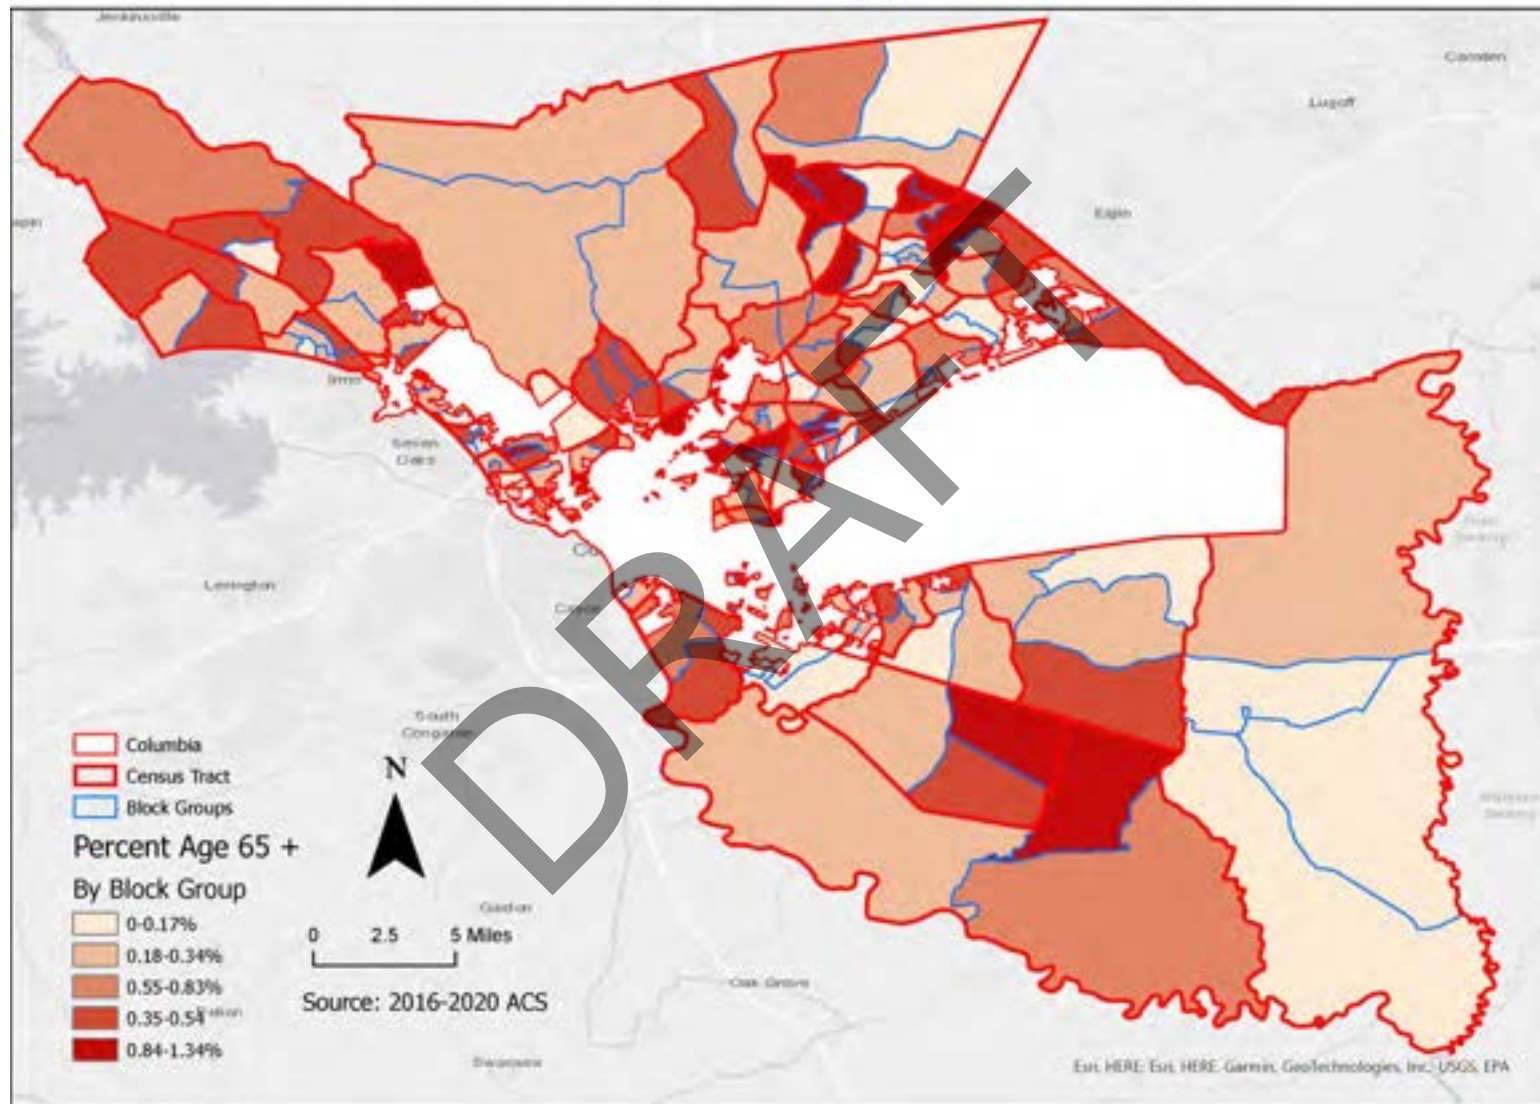 Jenkinsville
Camden
Lugoff
Elgin
Irmo
Seven
Oaks
Lexington
Cayce
South
Congaree
Columbia
Census Tract
Block Groups
N
Percent Age 65 +
By Block Group
0-0.17%
0.18-0.34%
0.55-0.83%
0.35-0.54
0.84-1.34%
0 2.5 5 Miles
Source: 2016-2020 ACS
Gaston
Oak Grove
Swansea
Esri, HERE; Esri, HERE, Garmin, GeoTechnologies, Inc., USGS, EPA
DRAFT